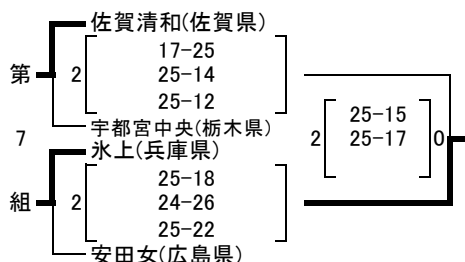 佐賀清和(佐賀県)
第 2 17-25
25-14
25-12
宇都宮中央(栃木県)
7
氷上(兵庫県)
組 2 25-18
24-26
25-22
安田女(広島県)
2 25-15 0
25-17